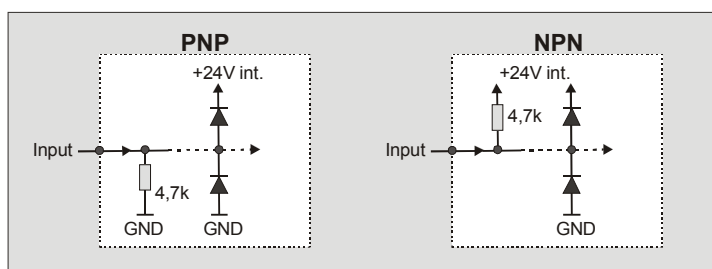 PNP
+24V int.
Input
4,7k
GND
GND
NPN
+24V int.
4,7k
Input
GND